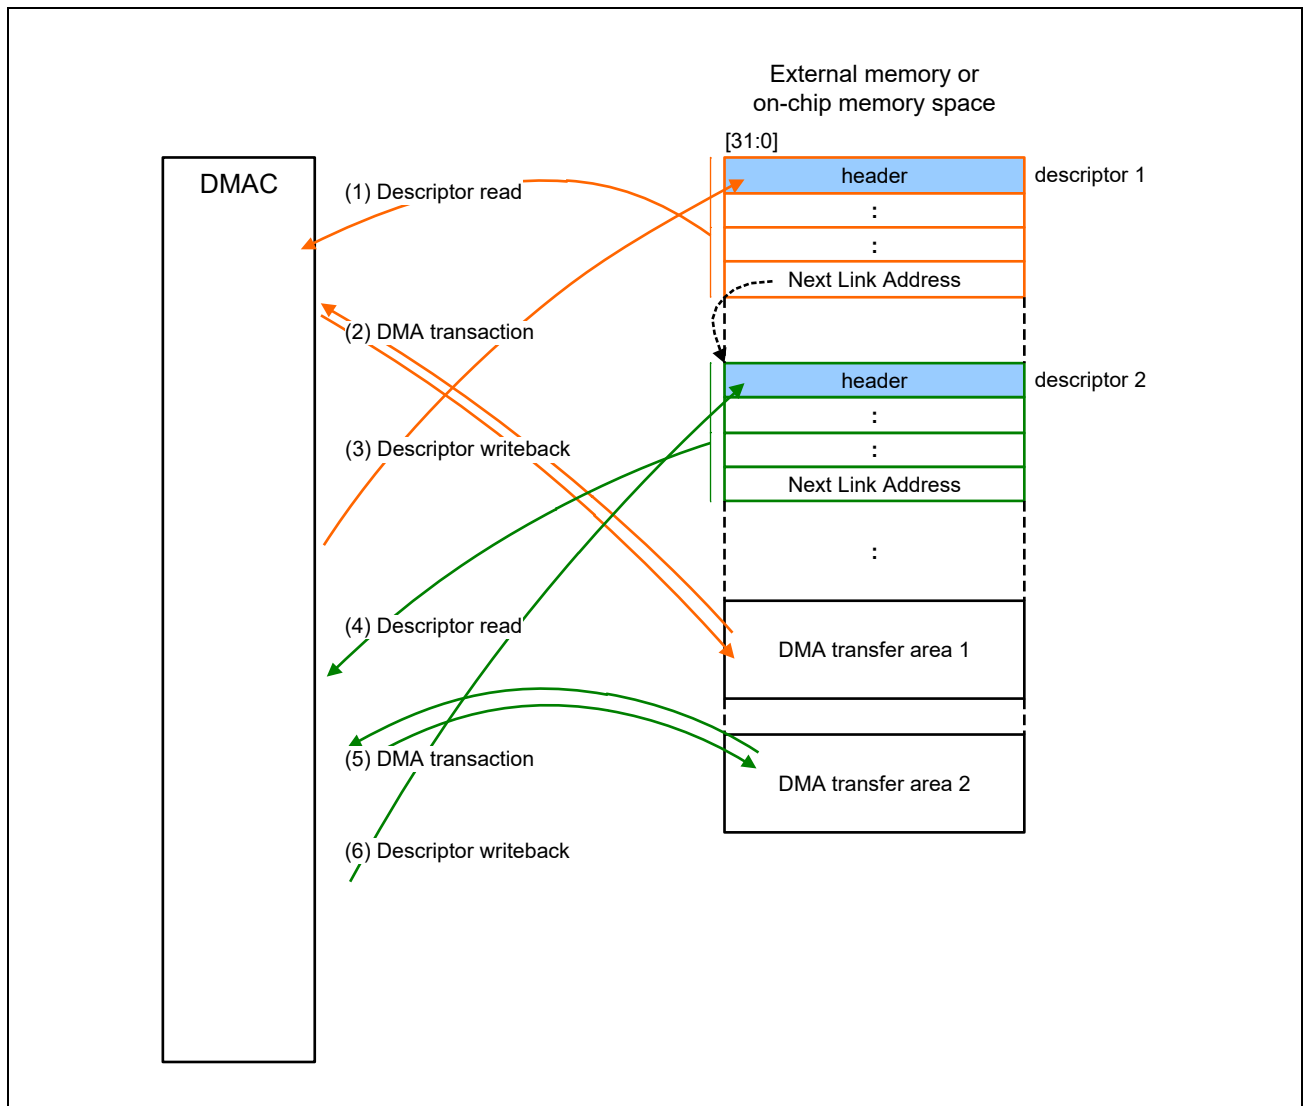 External memory or
on-chip memory space
[31:0]
DMAC
header
descriptor 1
(1) Descriptor read
:
:
Next Link Address
(2) DMA transaction
header
descriptor 2
:
(3) Descriptor writeback
:
Next Link Address
:
(4) Descriptor read
DMA transfer area 1
(5) DMA transaction
DMA transfer area 2
(6) Descriptor writeback